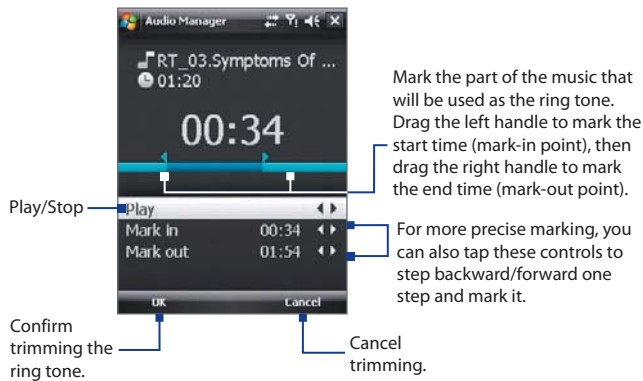 Audio Manager
RT_03.Symptoms Of ...
01:20
00:34
Play
Mark in 00:34
Mark out 01:54
OK Cancel
Mark the part of the music that
will be used as the ring tone.
Drag the left handle to mark the
start time (mark-in point), then
drag the right handle to mark
the end time (mark-out point).
Play/Stop
For more precise marking, you
can also tap these controls to
step backward/forward one
step and mark it.
Confirm
trimming the
ring tone.
Cancel
trimming.